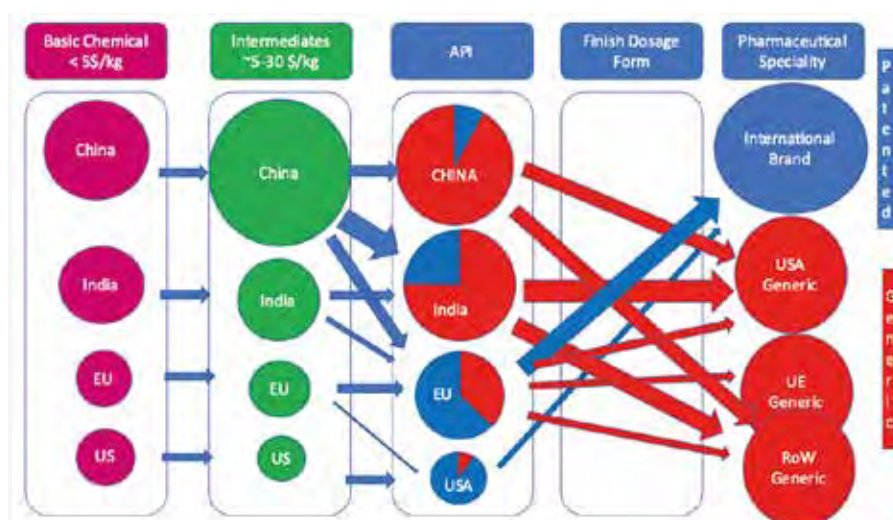 Basic Chemical
< 5$/kg
Intermediates
~5-30 $/kg
API
Finish Dosage
Form
Pharmaceutical
Speciality
China
India
EU
US
China
India
EU
US
CHINA
India
EU
USA
International
Brand
USA
Generic
UE
Generic
RoW
Generic
P
a
t
e
n
t
e
d
G
e
n
e
r
i
c